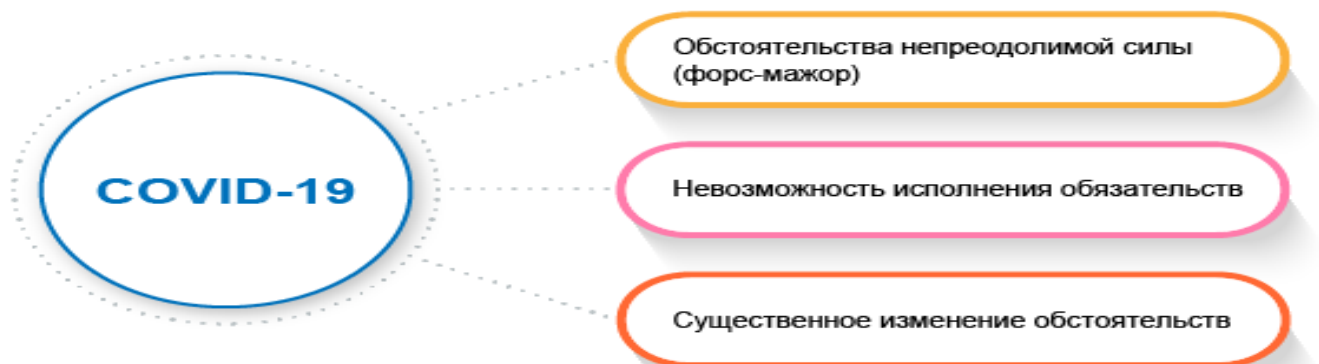 COVID-19
Обстоятельства непреодолимой силы
(форс-мажор)
Невозможность исполнения обязательств
Существенное изменение обстоятельств